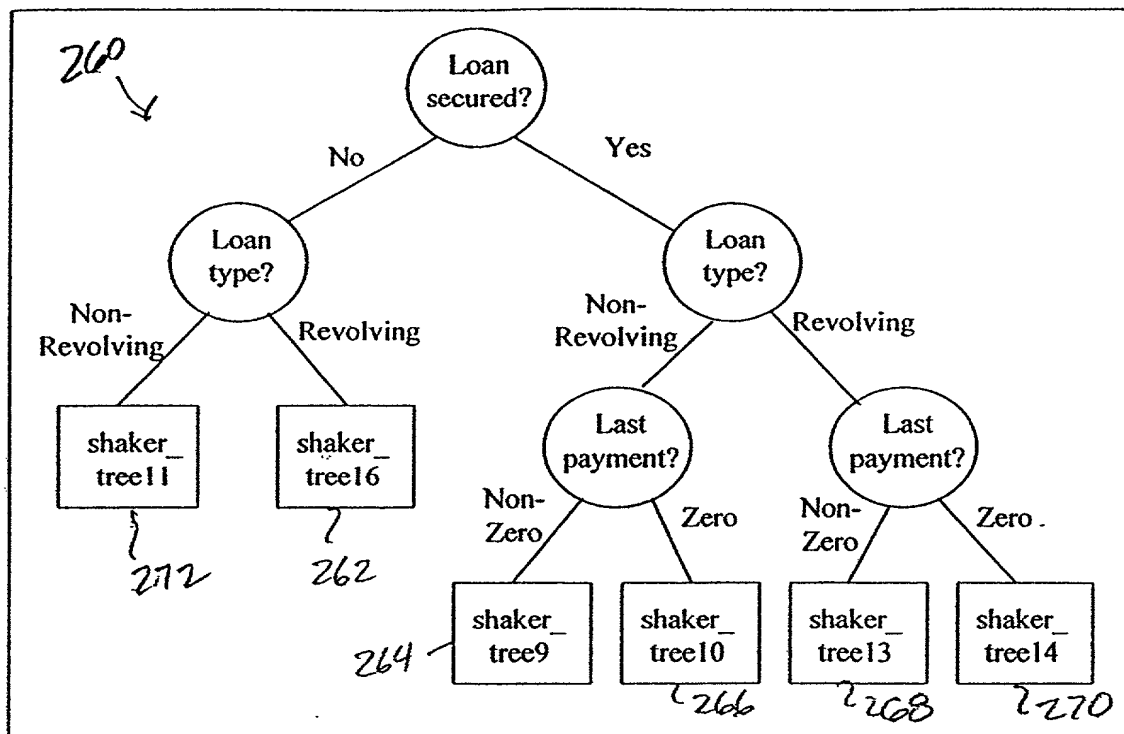 260
Loan
secured?
No
Yes
Loan
type?
Loan
type?
Non-
Revolving
Revolving
Non-
Revolving
Revolving
shaker_
tree11
shaker_
tree16
Last
payment?
Last
payment?
Non-
Zero
Zero
Non-
Zero
Zero
272
262
264
shaker_
tree9
shaker_
tree10
shaker_
tree13
shaker_
tree14
266
268
270